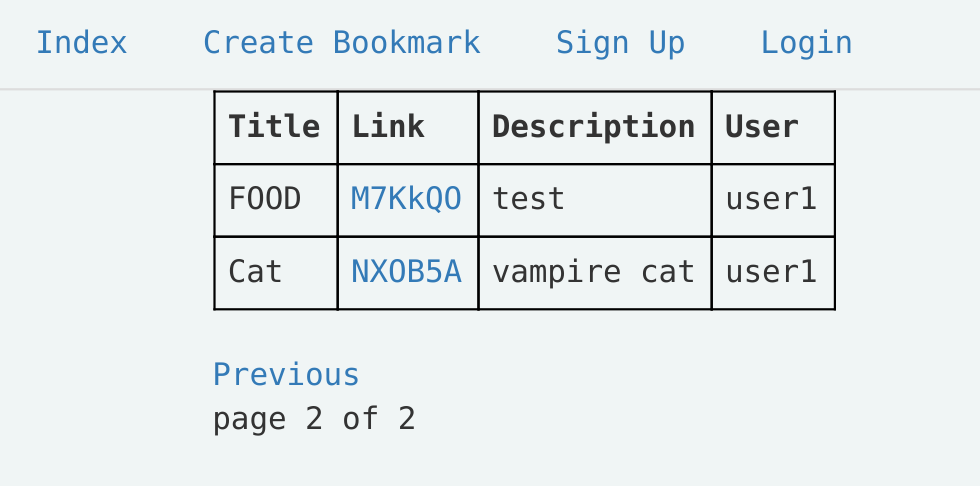 Index Create Bookmark Sign Up Login
Title Link Description User
FOOD M7KkQO test user1
Cat NXOB5A vampire cat user1
Previous
page 2 of 2